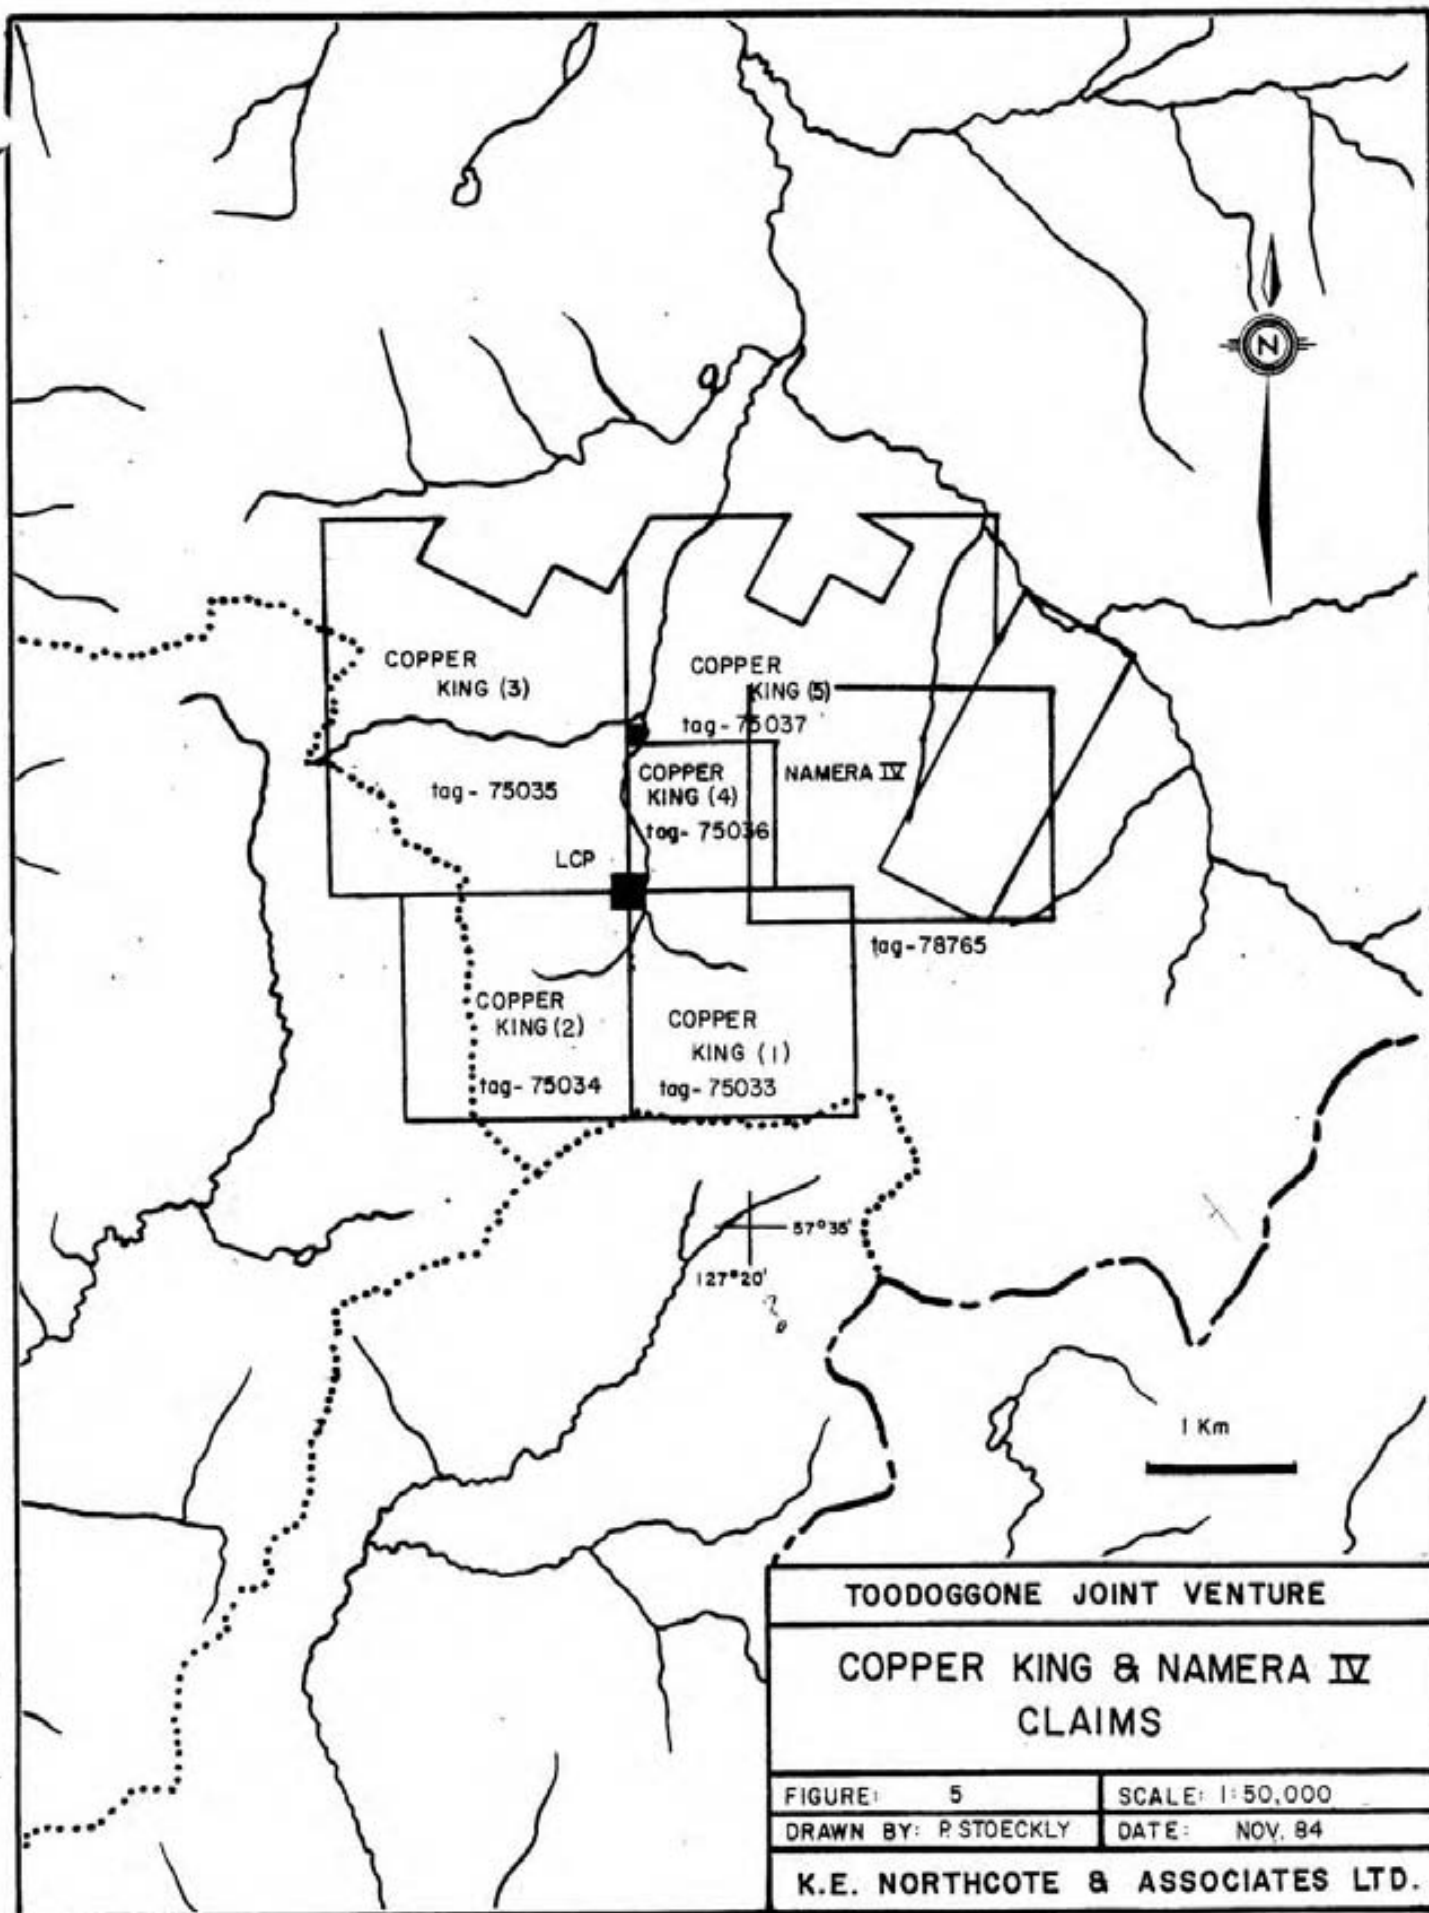 N
COPPER
KING (3)
COPPER
KING (5)
tag-75037
tag-75035
COPPER
KING (4)
tag-75036
NAMERA IV
LCP
tag-78765
COPPER
KING (2)
tag-75034
COPPER
KING (1)
tag-75033
57°35'
127°20'
1 Km
TOODOGGONE JOINT VENTURE
COPPER KING & NAMERA IV
CLAIMS
FIGURE: 5
SCALE: 1:50,000
DRAWN BY: P. STOECKLY
DATE: NOV. 84
K.E. NORTHCOTE & ASSOCIATES LTD.